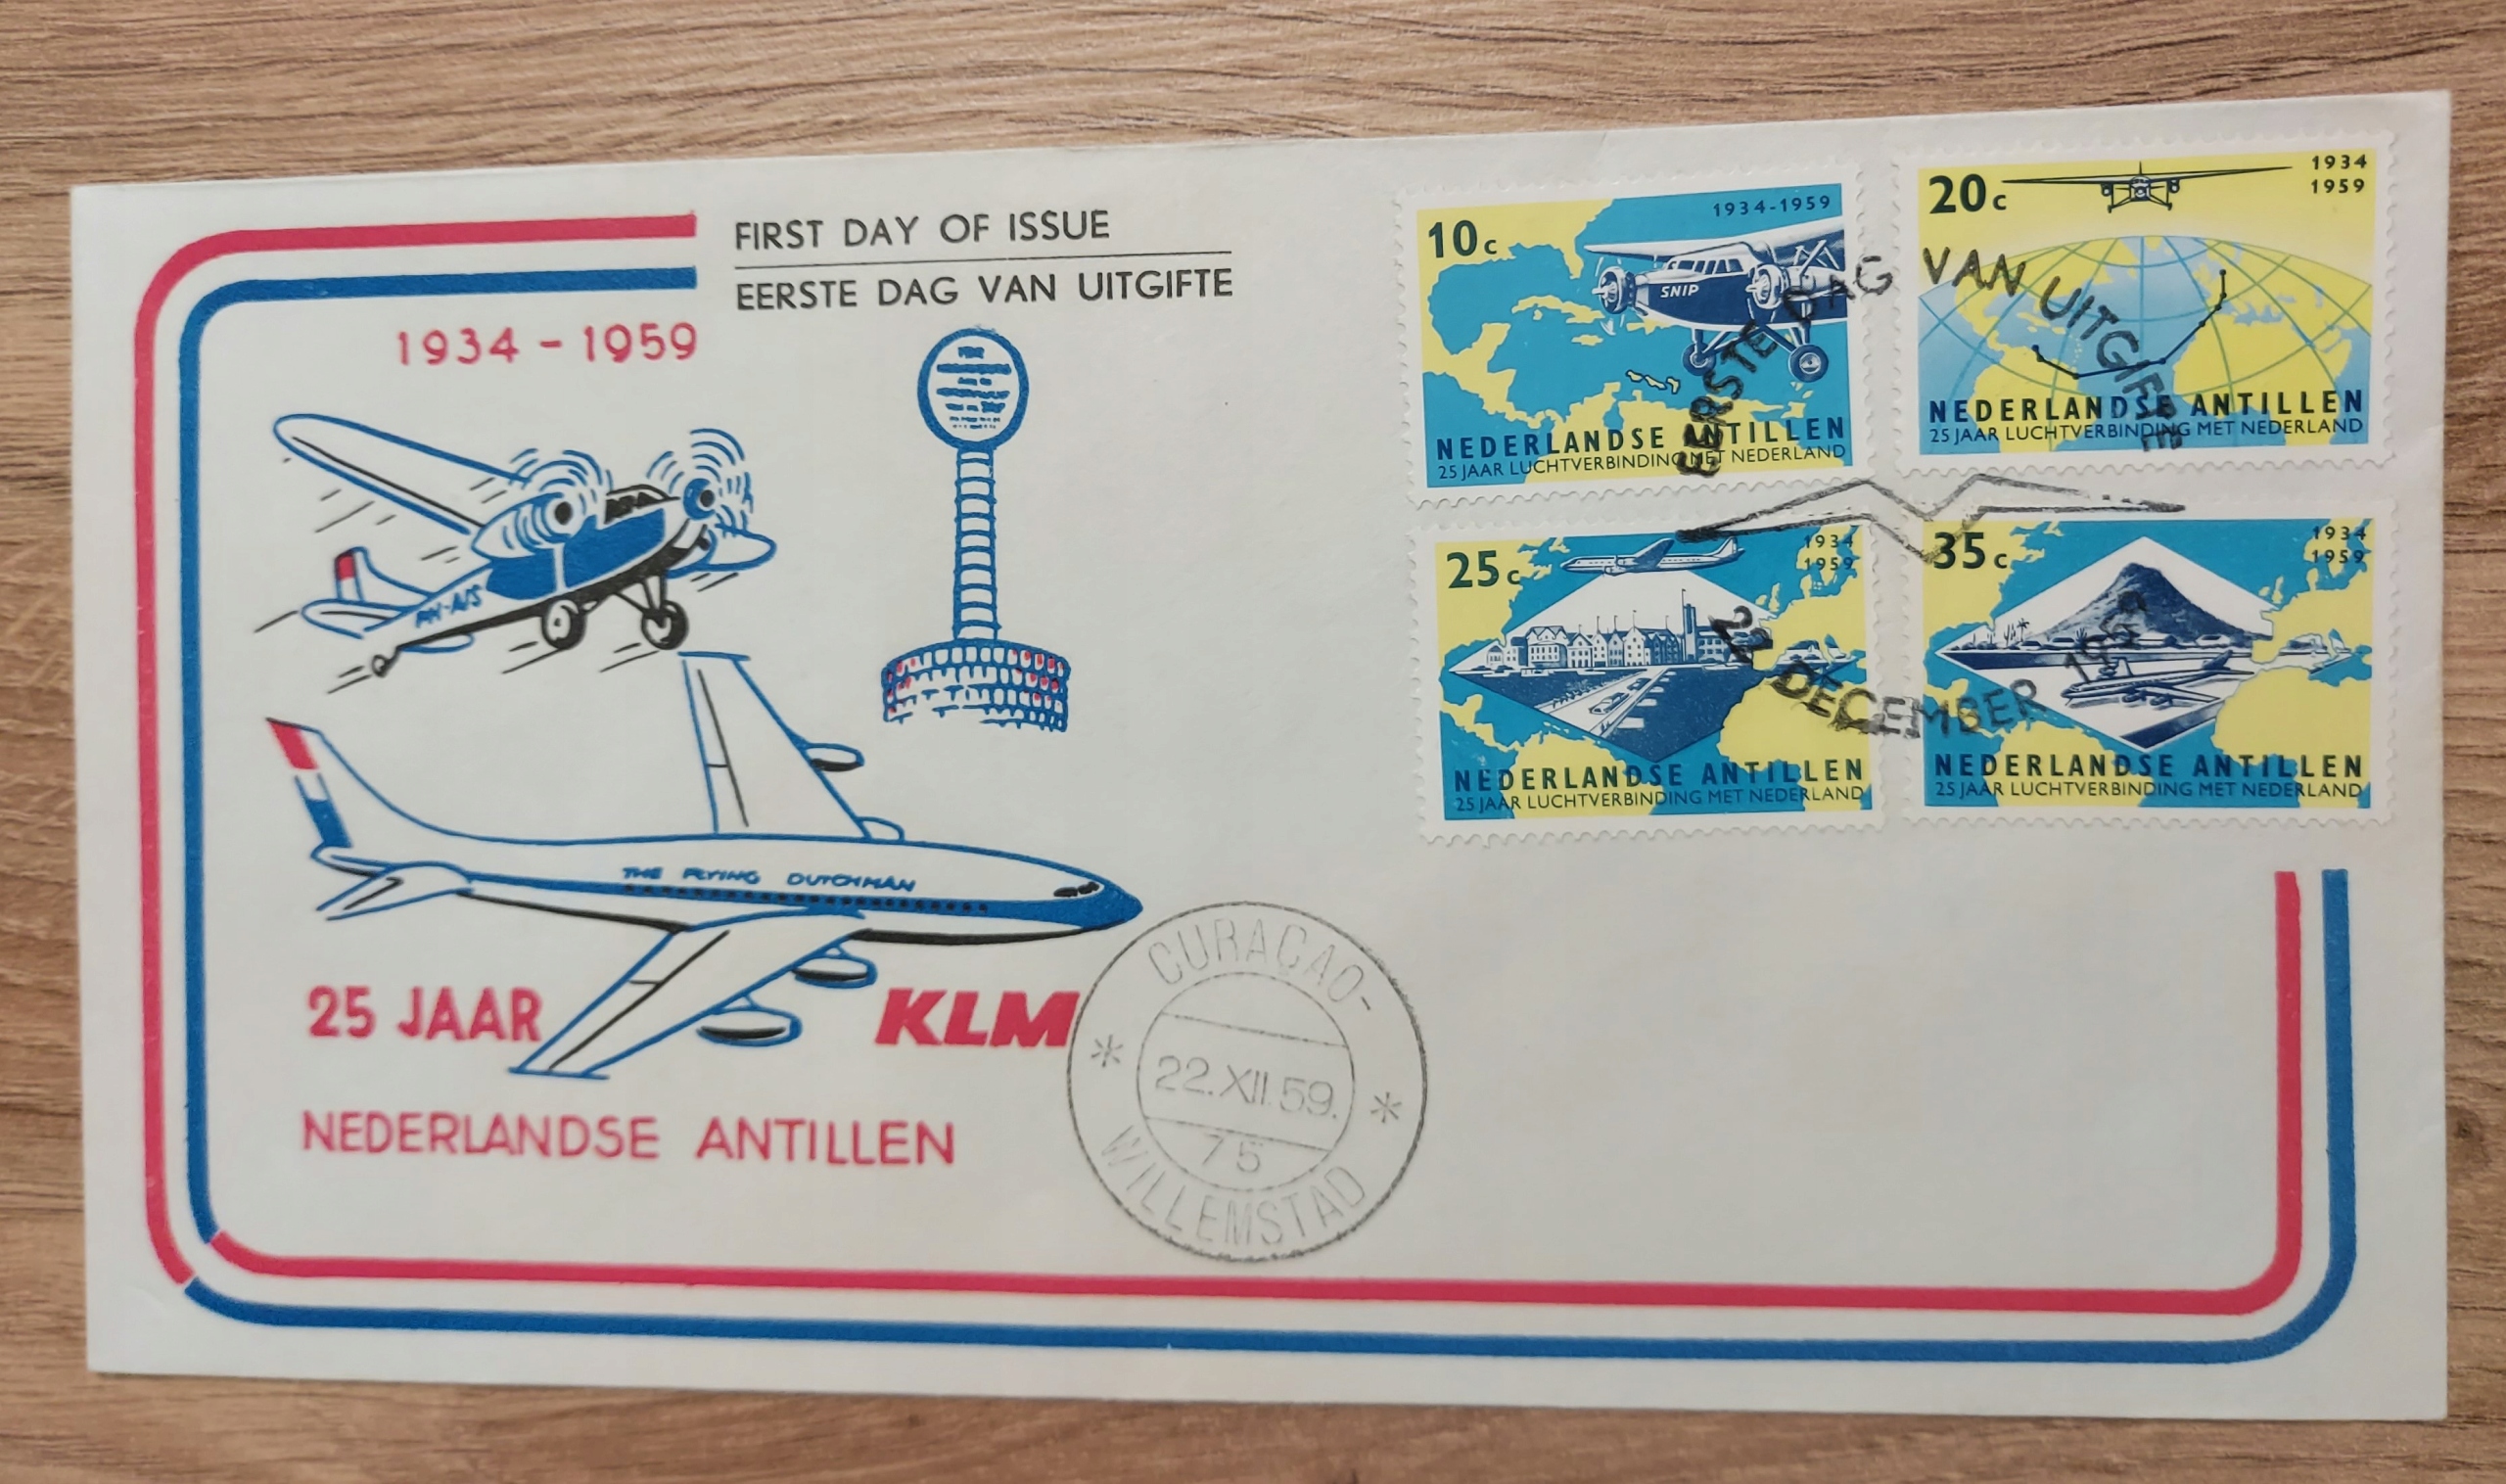 FIRST DAY OF ISSUE
EERSTE DAG VAN UITGIFTE
1934 - 1959
PH-AIS
THE FLYING DUTCHMAN
25 JAAR KLM
NEDERLANDSE ANTILLEN
CURAÇAO-
22.XII.59.
75
WILLEMSTAD
10c
1934-1959
SNIP
NEDERLANDSE ANTILLEN
25 JAAR LUCHTVERBINDING MET NEDERLAND
20c
1934
1959
NEDERLANDSE ANTILLEN
25 JAAR LUCHTVERBINDING MET NEDERLAND
25c
1934
1959
NEDERLANDSE ANTILLEN
25 JAAR LUCHTVERBINDING MET NEDERLAND
35c
1934
1959
NEDERLANDSE ANTILLEN
25 JAAR LUCHTVERBINDING MET NEDERLAND
EERSTE DAG VAN UITGIFTE
22 DECEMBER 1959